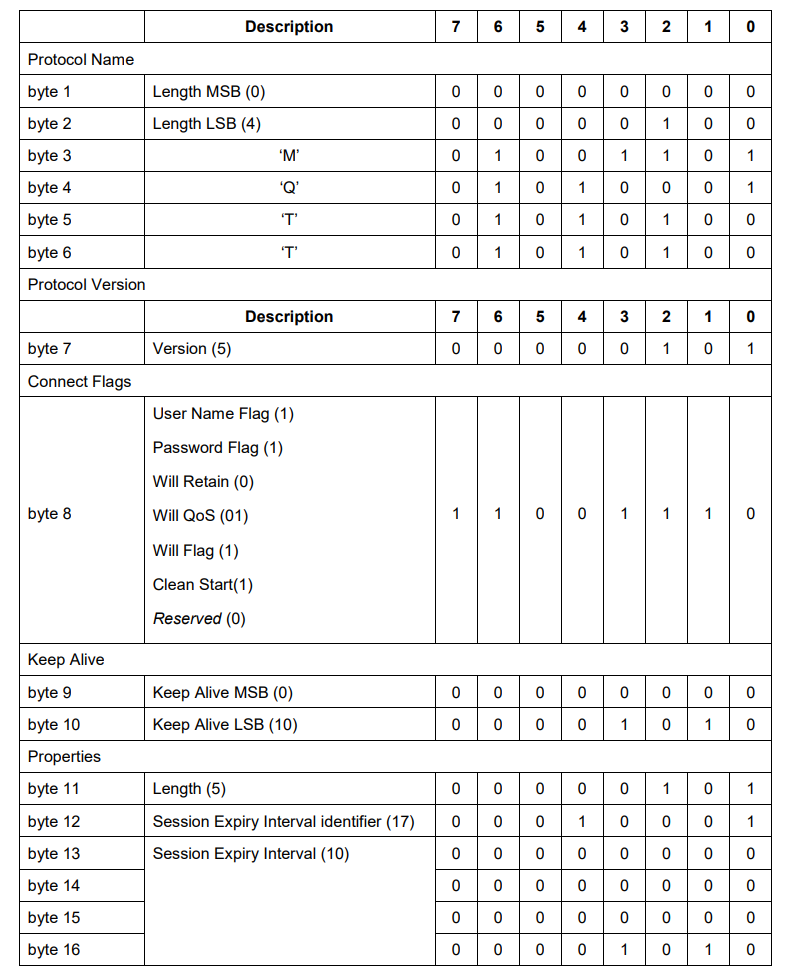 Description 7 6 5 4 3 2 1 0
Protocol Name
byte 1 Length MSB (0) 0 0 0 0 0 0 0 0
byte 2 Length LSB (4) 0 0 0 0 0 1 0 0
byte 3 ‘M’ 0 1 0 0 1 1 0 1
byte 4 ‘Q’ 0 1 0 1 0 0 0 1
byte 5 ‘T’ 0 1 0 1 0 1 0 0
byte 6 ‘T’ 0 1 0 1 0 1 0 0
Protocol Version
Description 7 6 5 4 3 2 1 0
byte 7 Version (5) 0 0 0 0 0 1 0 1
Connect Flags
User Name Flag (1)
Password Flag (1)
Will Retain (0)
byte 8 Will QoS (01) 1 1 0 0 1 1 1 0
Will Flag (1)
Clean Start(1)
Reserved (0)
Keep Alive
byte 9 Keep Alive MSB (0) 0 0 0 0 0 0 0 0
byte 10 Keep Alive LSB (10) 0 0 0 0 1 0 1 0
Properties
byte 11 Length (5) 0 0 0 0 0 1 0 1
byte 12 Session Expiry Interval identifier (17) 0 0 0 1 0 0 0 1
byte 13 Session Expiry Interval (10) 0 0 0 0 0 0 0 0
byte 14 0 0 0 0 0 0 0 0
byte 15 0 0 0 0 0 0 0 0
byte 16 0 0 0 0 1 0 1 0